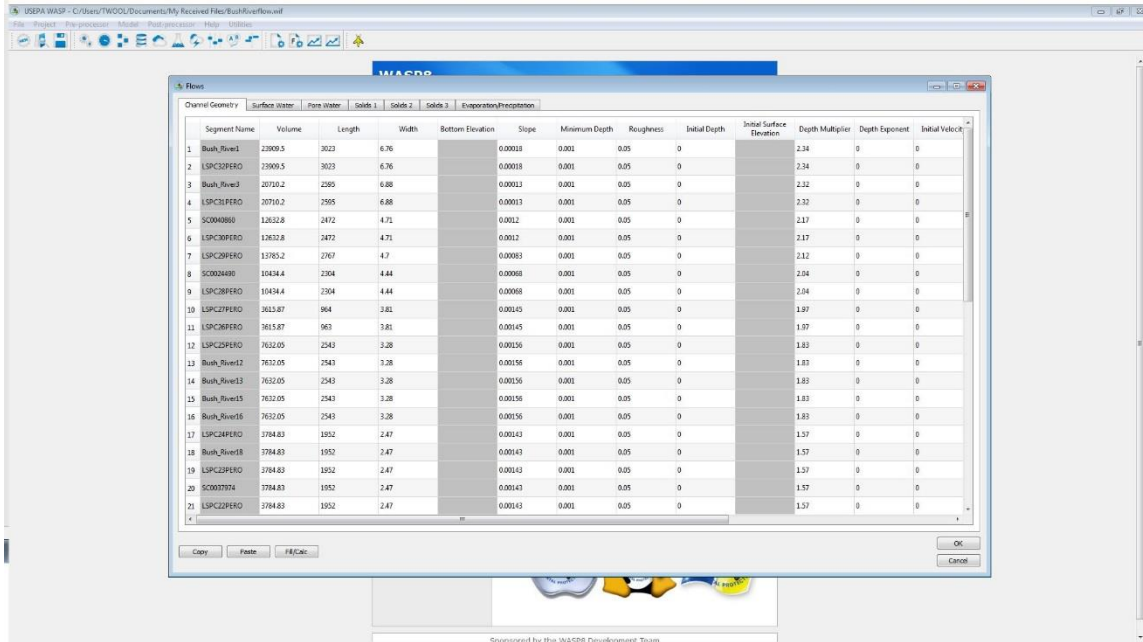 USEPA WASP - C:/Users/TWOOL/Documents/My Received Files/BushRiverflow.wif
File Project Pre-processor Model Post-processor Help Utilities
WASP8
Flows
Channel Geometry Surface Water Pore Water Solids 1 Solids 2 Solids 3 Evaporation/Precipitation
Segment Name Volume Length Width Bottom Elevation Slope Minimum Depth Roughness Initial Depth Initial Surface Elevation Depth Multiplier Depth Exponent Initial Velocity
1 Bush_River1 23909.5 3023 6.76 0.00018 0.001 0.05 0 2.34 0 0
2 LSPC32PERO 23909.5 3023 6.76 0.00018 0.001 0.05 0 2.34 0 0
3 Bush_River3 20710.2 2595 6.88 0.00013 0.001 0.05 0 2.32 0 0
4 LSPC31PERO 20710.2 2595 6.88 0.00013 0.001 0.05 0 2.32 0 0
5 SC0040860 12632.8 2472 4.71 0.0012 0.001 0.05 0 2.17 0 0
6 LSPC30PERO 12632.8 2472 4.71 0.0012 0.001 0.05 0 2.17 0 0
7 LSPC29PERO 13785.2 2767 4.7 0.00083 0.001 0.05 0 2.12 0 0
8 SC0024490 10434.4 2304 4.44 0.00068 0.001 0.05 0 2.04 0 0
9 LSPC28PERO 10434.4 2304 4.44 0.00068 0.001 0.05 0 2.04 0 0
10 LSPC27PERO 3615.87 964 3.81 0.00145 0.001 0.05 0 1.97 0 0
11 LSPC26PERO 3615.87 963 3.81 0.00145 0.001 0.05 0 1.97 0 0
12 LSPC25PERO 7632.05 2543 3.28 0.00156 0.001 0.05 0 1.83 0 0
13 Bush_River12 7632.05 2543 3.28 0.00156 0.001 0.05 0 1.83 0 0
14 Bush_River13 7632.05 2543 3.28 0.00156 0.001 0.05 0 1.83 0 0
15 Bush_River15 7632.05 2543 3.28 0.00156 0.001 0.05 0 1.83 0 0
16 Bush_River16 7632.05 2543 3.28 0.00156 0.001 0.05 0 1.83 0 0
17 LSPC24PERO 3784.83 1952 2.47 0.00143 0.001 0.05 0 1.57 0 0
18 Bush_River18 3784.83 1952 2.47 0.00143 0.001 0.05 0 1.57 0 0
19 LSPC23PERO 3784.83 1952 2.47 0.00143 0.001 0.05 0 1.57 0 0
20 SC0037974 3784.83 1952 2.47 0.00143 0.001 0.05 0 1.57 0 0
21 LSPC22PERO 3784.83 1952 2.47 0.00143 0.001 0.05 0 1.57 0 0
Copy Paste Fill/Calc
OK
Cancel
Sponsored by the WASP8 Development Team